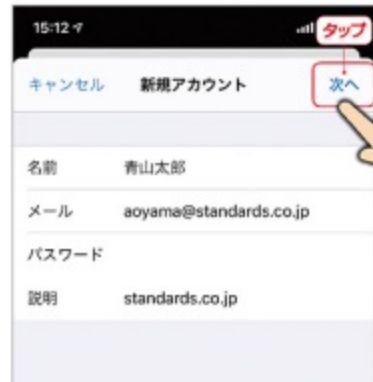 15:12
タップ
キャンセル 新規アカウント 次へ
名前 青山太郎
メール aoyama@standards.co.jp
パスワード
説明 standards.co.jp